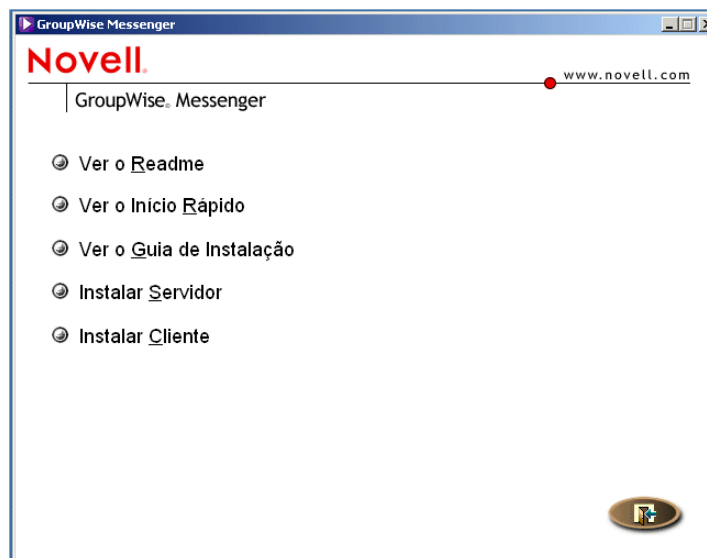 GroupWise Messenger
Novell.
www.novell.com
GroupWise® Messenger
Ver o Readme
Ver o Início Rápido
Ver o Guia de Instalação
Instalar Servidor
Instalar Cliente